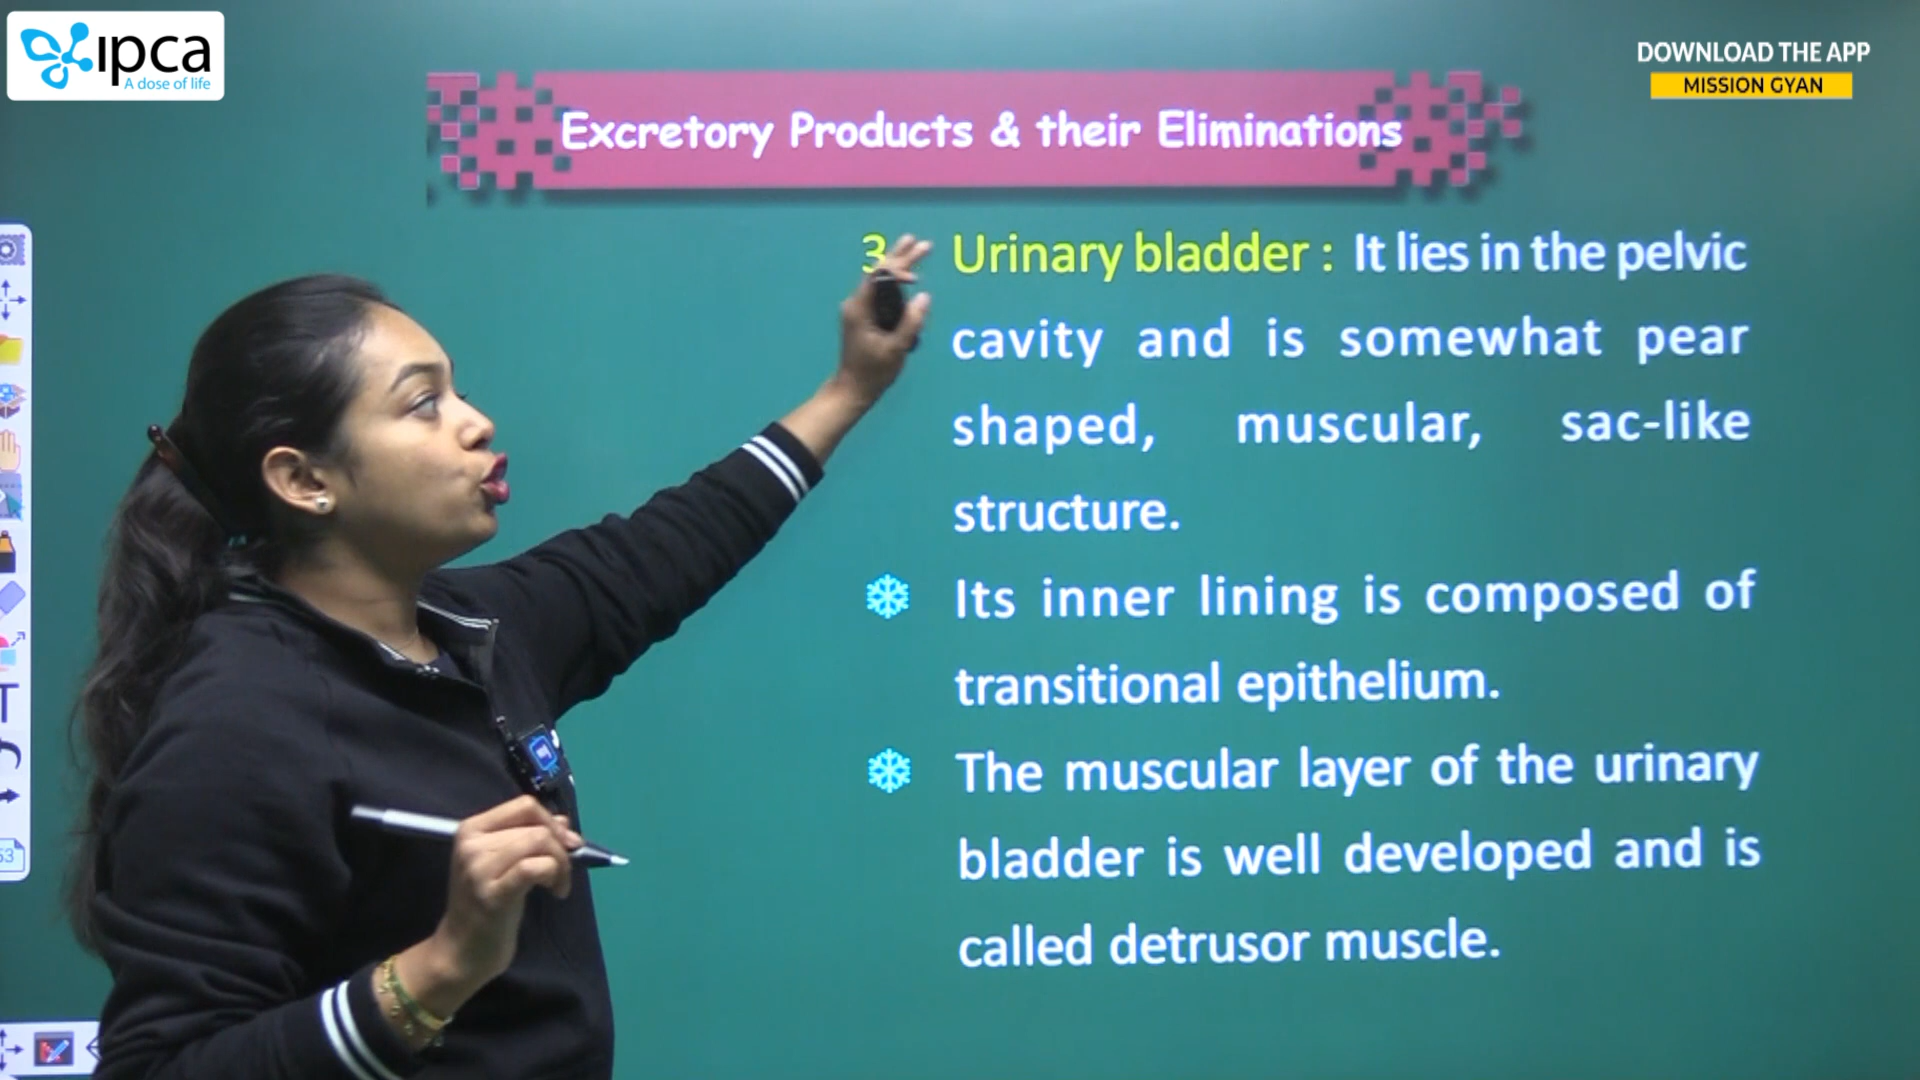 ipca
A dose of life
DOWNLOAD THE APP
MISSION GYAN
Excretory Products & their Eliminations
3 Urinary bladder : It lies in the pelvic
cavity and is somewhat pear
shaped, muscular, sac-like
structure.
Its inner lining is composed of
transitional epithelium.
The muscular layer of the urinary
bladder is well developed and is
called detrusor muscle.
53